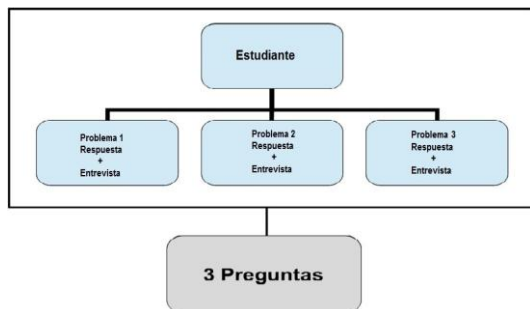 Estudiante
Problema 1
Respuesta
+
Entrevista
Problema 2
Respuesta
+
Entrevista
Problema 3
Respuesta
+
Entrevista
3 Preguntas